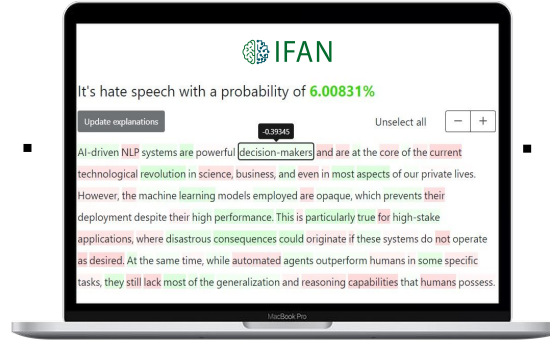 IFAN
It's hate speech with a probability of 6.00831%
Update explanations
Unselect all
− +
-0.39345
AI-driven NLP systems are powerful decision-makers and are at the core of the current
technological revolution in science, business, and even in most aspects of our private lives.
However, the machine learning models employed are opaque, which prevents their
deployment despite their high performance. This is particularly true for high-stake
applications, where disastrous consequences could originate if these systems do not operate
as desired. At the same time, while automated agents outperform humans in some specific
tasks, they still lack most of the generalization and reasoning capabilities that humans possess.
MacBook Pro